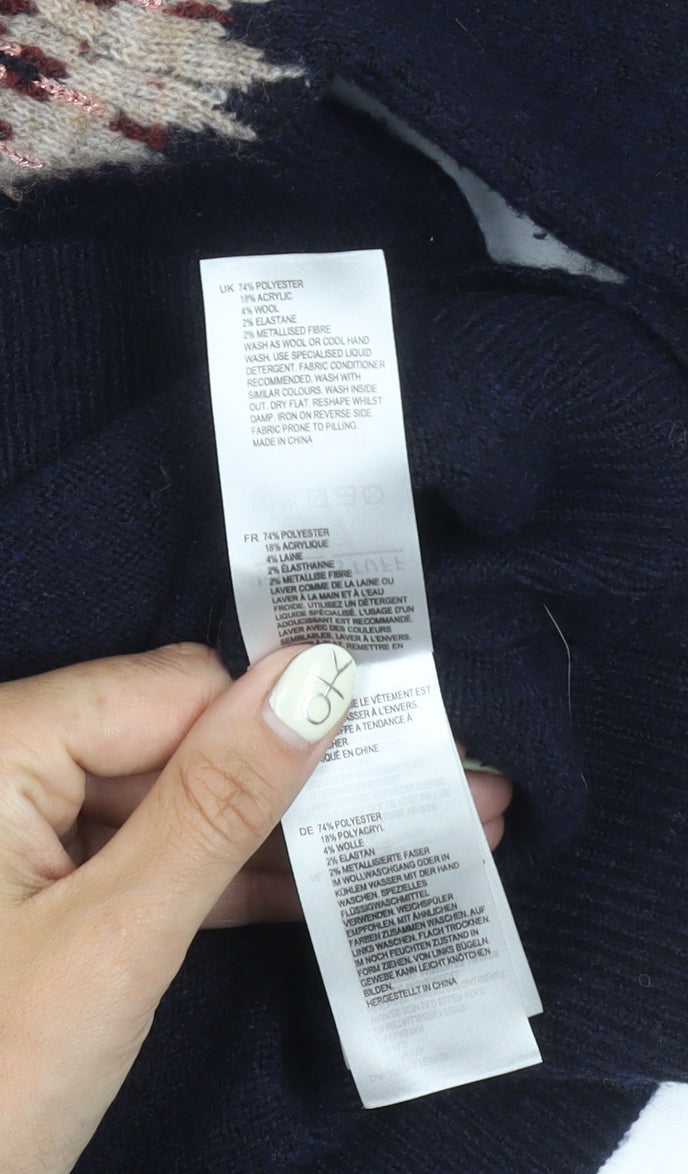 UK 74% POLYESTER
18% ACRYLIC
4% WOOL
2% ELASTANE
2% METALLISED FIBRE
WASH AS WOOL OR COOL HAND
WASH. USE SPECIALISED LIQUID
DETERGENT. FABRIC CONDITIONER
RECOMMENDED. WASH WITH
SIMILAR COLOURS. WASH INSIDE
OUT. DRY FLAT. RESHAPE WHILST
DAMP. IRON ON REVERSE SIDE.
FABRIC PRONE TO PILLING.
MADE IN CHINA
FR 74% POLYESTER
18% ACRYLIQUE
4% LAINE
2% ÉLASTHANNE
2% METALLISE FIBRE
LAVER COMME DE LA LAINE OU
LAVER À LA MAIN ET À L'EAU
FROIDE. UTILISEZ UN DÉTERGENT
LIQUIDE SPÉCIALISÉ. L'USAGE D'UN
ADOUCISSANT EST RECOMMANDÉ.
LAVER AVEC DES COULEURS
SEMBLABLES. LAVER À L'ENVERS.
REMETTRE EN
LE VÊTEMENT EST
À L'ENVERS.
A TENDANCE À
EN CHINE
DE 74% POLYESTER
18% POLYACRYL
4% WOLLE
2% ELASTAN
2% METALLISIERTE FASER
IM WOLLWASCHGANG ODER IN
KÜHLEM WASSER MIT DER HAND
WASCHEN. SPEZIELLES
FLÜSSIGWASCHMITTEL
VERWENDEN. WEICHSPÜLER
EMPFOHLEN. MIT ÄHNLICHEN
FARBEN ZUSAMMEN WASCHEN. AUF
LINKS WASCHEN. FLACH TROCKNEN.
IM NOCH FEUCHTEN ZUSTAND IN
FORM ZIEHEN. VON LINKS BÜGELN.
GEWEBE KANN LEICHT KNÖTCHEN
BILDEN.
HERGESTELLT IN CHINA